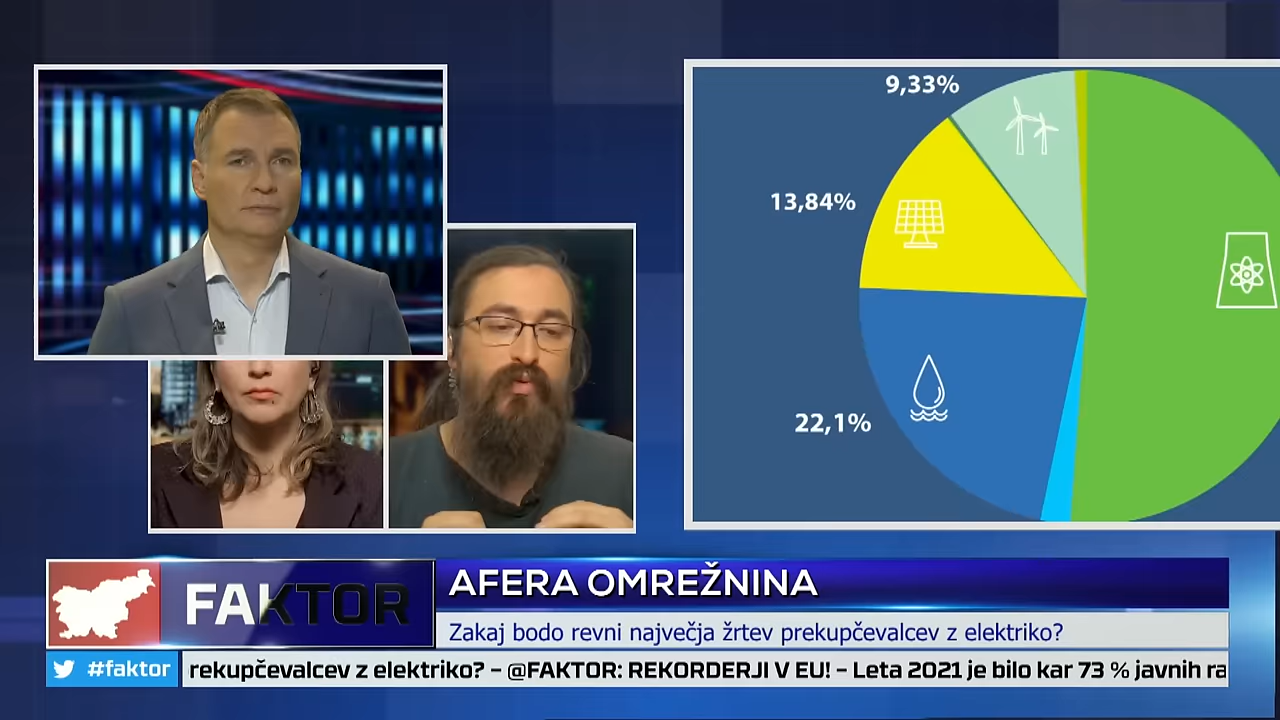 9,33%
13,84%
22,1%
FAKTOR
AFERA OMREŽNINA
Zakaj bodo revni največja žrtev prekupčevalcev z elektriko?
#faktor
rekupčevalcev z elektriko? – @FAKTOR: REKORDERJI V EU! – Leta 2021 je bilo kar 73 % javnih ra